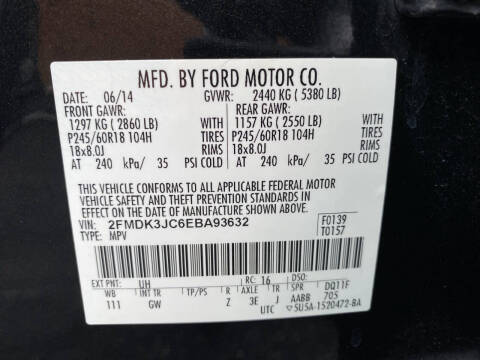 MFD. BY FORD MOTOR CO.
DATE: 06/14 GVWR: 2440 KG ( 5380 LB)
FRONT GAWR: REAR GAWR:
1297 KG ( 2860 LB) 1157 KG ( 2550 LB)
P245/60R18 104H TIRES P245/60R18 104H TIRES
18x8.0J RIMS 18x8.0J RIMS
AT 240 kPa/ 35 PSI COLD AT 240 kPa/ 35 PSI COLD
THIS VEHICLE CONFORMS TO ALL APPLICABLE FEDERAL MOTOR
VEHICLE SAFETY AND THEFT PREVENTION STANDARDS IN
EFFECT ON THE DATE OF MANUFACTURE SHOWN ABOVE.
VIN: 2FMDK3JC6EBA93632 F0139
TYPE: MPV T0157
EXT PNT: UH RC: 16 DSO:
WB INT TR TP/PS R AXLE TR SPR DQ11F
111 GW Z 3E J AABB 705
UTC 5U5A-1520472-BA